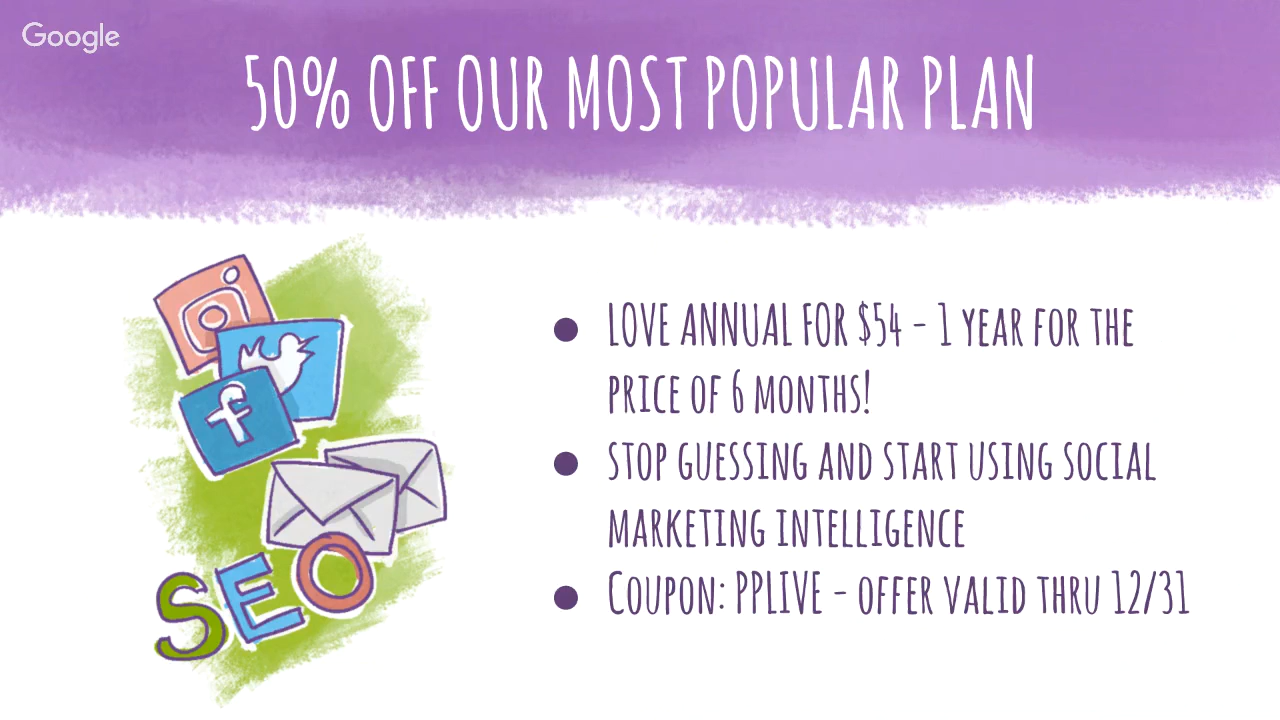 Google
50% OFF OUR MOST POPULAR PLAN
LOVE ANNUAL FOR $54 - 1 YEAR FOR THE
PRICE OF 6 MONTHS!
STOP GUESSING AND START USING SOCIAL
MARKETING INTELLIGENCE
COUPON: PPLIVE - OFFER VALID THRU 12/31
f
SEO